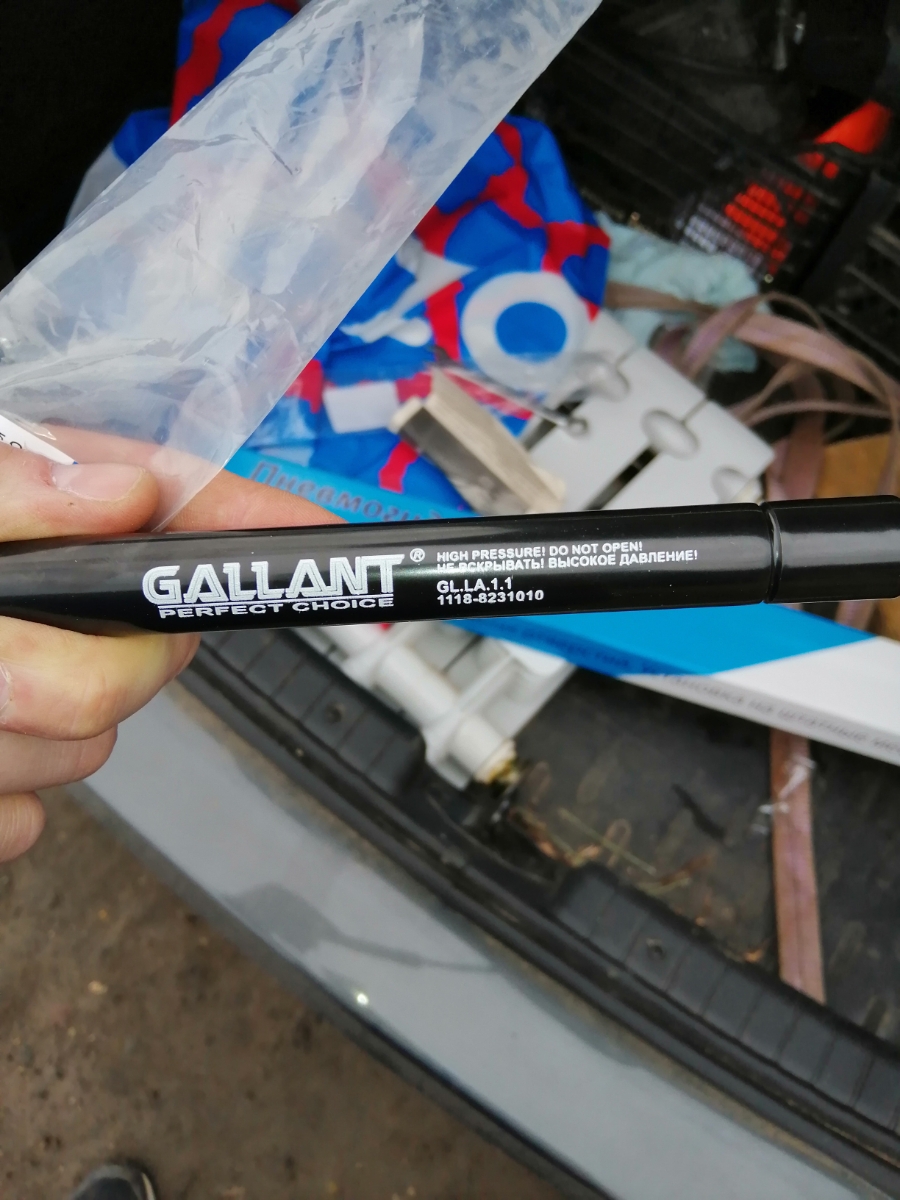 GALLANT®
PERFECT CHOICE
HIGH PRESSURE! DO NOT OPEN!
НЕ ВСКРЫВАТЬ! ВЫСОКОЕ ДАВЛЕНИЕ!
GL.LA.1.1
1118-8231010